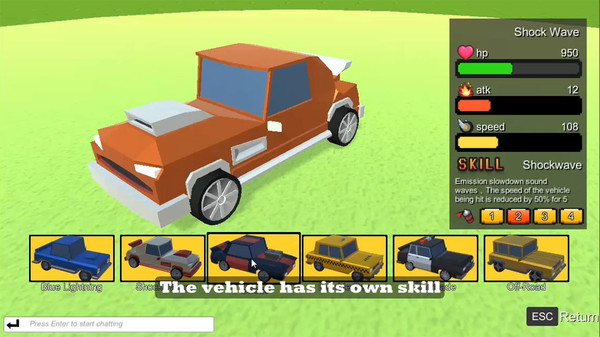 Shock Wave
hp 950
atk 12
speed 108
SKILL Shockwave
Emission slowdown sound
waves , The speed of the vehicle
being hit is reduced by 50% for 5
1 2 3 4
Blue Lightning
Off-Road
The vehicle has its own skill
Press Enter to start chatting
ESC Return